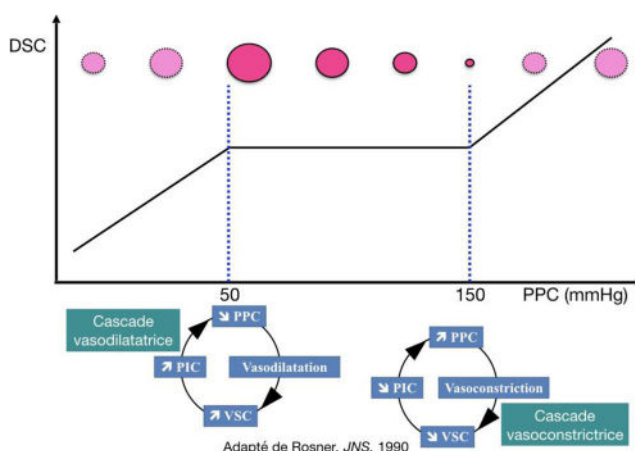 DSC
50
150
PPC (mmHg)
Cascade
vasodilatatrice
↘ PPC
↗ PIC
Vasodilatation
↗ VSC
↗ PPC
↘ PIC
Vasoconstriction
↘ VSC
Cascade
vasoconstrictrice
Adapté de Rosner, JNS, 1990